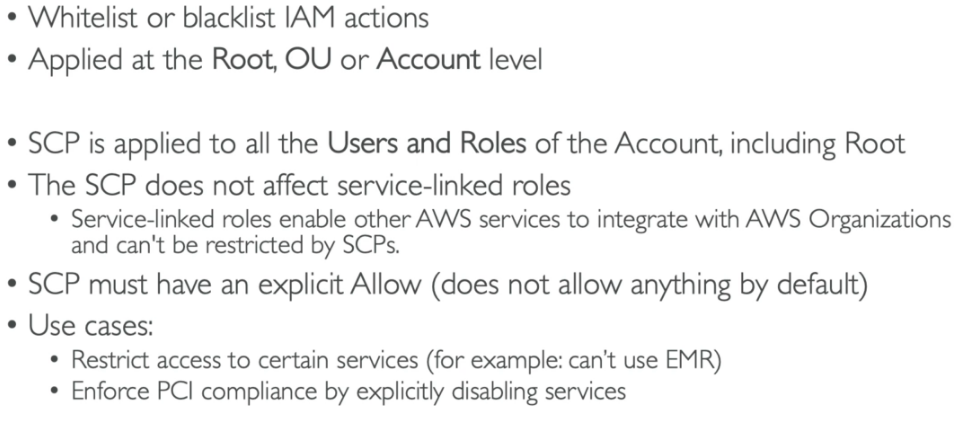 • Whitelist or blacklist IAM actions
• Applied at the Root, OU or Account level
• SCP is applied to all the Users and Roles of the Account, including Root
• The SCP does not affect service-linked roles
• Service-linked roles enable other AWS services to integrate with AWS Organizations
and can't be restricted by SCPs.
• SCP must have an explicit Allow (does not allow anything by default)
• Use cases:
• Restrict access to certain services (for example: can't use EMR)
• Enforce PCI compliance by explicitly disabling services